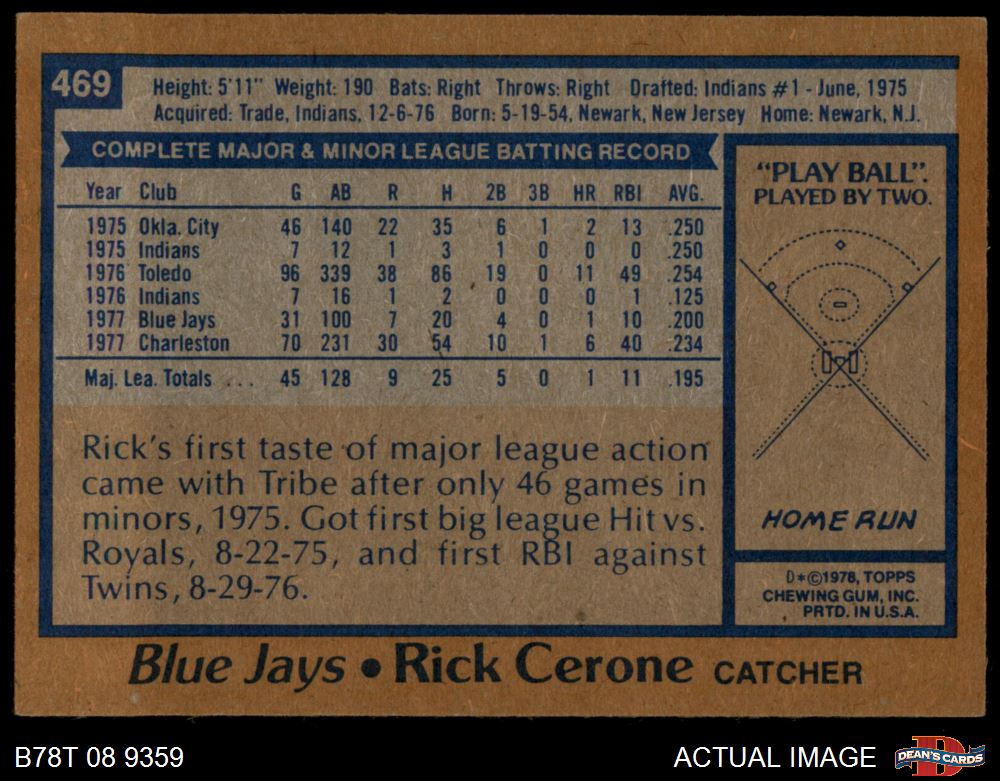 469
Height: 5'11" Weight: 190 Bats: Right Throws: Right Drafted: Indians #1 - June, 1975
Acquired: Trade, Indians, 12-6-76 Born: 5-19-54, Newark, New Jersey Home: Newark, N.J.
COMPLETE MAJOR & MINOR LEAGUE BATTING RECORD
Year Club G AB R H 2B 3B HR RBI AVG.
1975 Okla. City 46 140 22 35 6 1 2 13 .250
1975 Indians 7 12 1 3 1 0 0 0 .250
1976 Toledo 96 339 38 86 19 0 11 49 .254
1976 Indians 7 16 1 2 0 0 0 1 .125
1977 Blue Jays 31 100 7 20 4 0 1 10 .200
1977 Charleston 70 231 30 54 10 1 6 40 .234
Maj. Lea. Totals ... 45 128 9 25 5 0 1 11 .195
Rick's first taste of major league action
came with Tribe after only 46 games in
minors, 1975. Got first big league Hit vs.
Royals, 8-22-75, and first RBI against
Twins, 8-29-76.
"PLAY BALL".
PLAYED BY TWO.
HOME RUN
D*©1978, TOPPS
CHEWING GUM, INC.
PRTD. IN U.S.A.
Blue Jays • Rick Cerone CATCHER
B78T 08 9359
ACTUAL IMAGE
D
DEAN'S CARDS